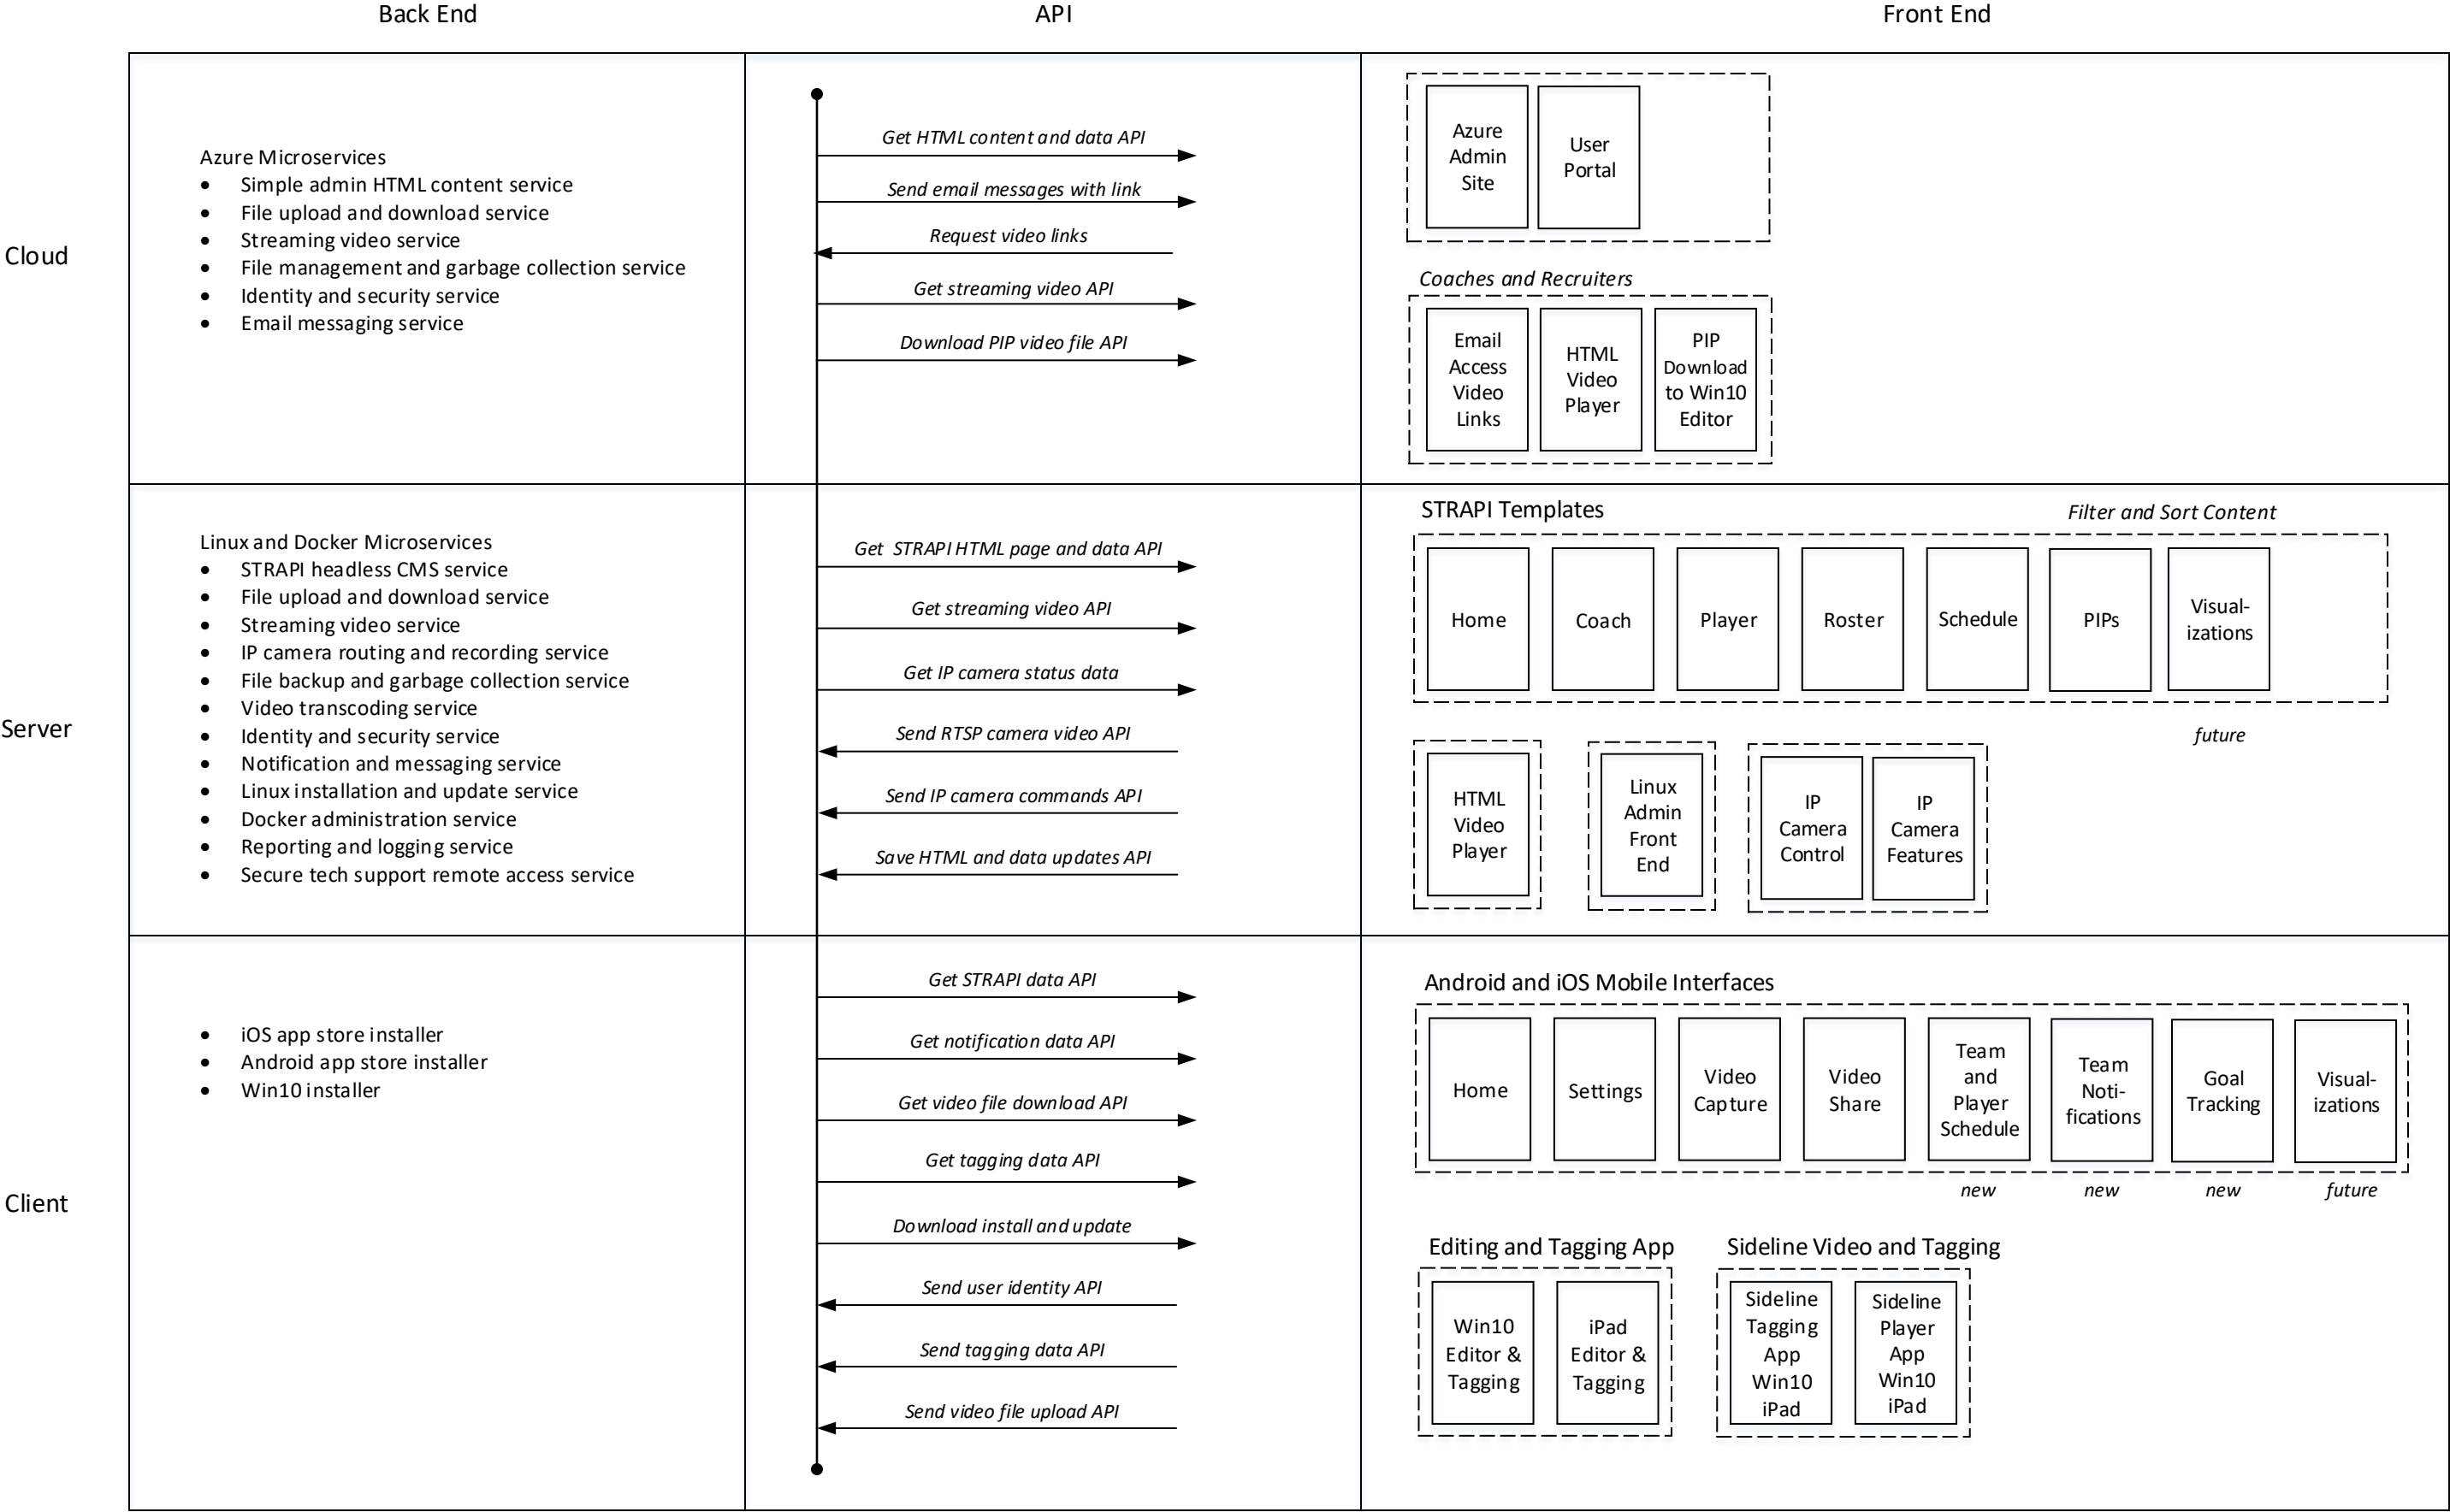 Back End
API
Front End
Cloud
Azure Microservices
• Simple admin HTML content service
• File upload and download service
• Streaming video service
• File management and garbage collection service
• Identity and security service
• Email messaging service
Get HTML content and data API
Send email messages with link
Request video links
Get streaming video API
Download PIP video file API
Azure
Admin
Site
User
Portal
Coaches and Recruiters
Email
Access
Video
Links
HTML
Video
Player
PIP
Download
to Win10
Editor
Server
Linux and Docker Microservices
• STRAPI headless CMS service
• File upload and download service
• Streaming video service
• IP camera routing and recording service
• File backup and garbage collection service
• Video transcoding service
• Identity and security service
• Notification and messaging service
• Linux installation and update service
• Docker administration service
• Reporting and logging service
• Secure tech support remote access service
Get STRAPI HTML page and data API
Get streaming video API
Get IP camera status data
Send RTSP camera video API
Send IP camera commands API
Save HTML and data updates API
STRAPI Templates
Filter and Sort Content
Home
Coach
Player
Roster
Schedule
PIPs
Visual-
izations
future
HTML
Video
Player
Linux
Admin
Front
End
IP
Camera
Control
IP
Camera
Features
Client
• iOS app store installer
• Android app store installer
• Win10 installer
Get STRAPI data API
Get notification data API
Get video file download API
Get tagging data API
Download install and update
Send user identity API
Send tagging data API
Send video file upload API
Android and iOS Mobile Interfaces
Home
Settings
Video
Capture
Video
Share
Team
and
Player
Schedule
Team
Noti-
fications
Goal
Tracking
Visual-
izations
new
new
new
future
Editing and Tagging App
Win10
Editor &
Tagging
iPad
Editor &
Tagging
Sideline Video and Tagging
Sideline
Tagging
App
Win10
iPad
Sideline
Player
App
Win10
iPad